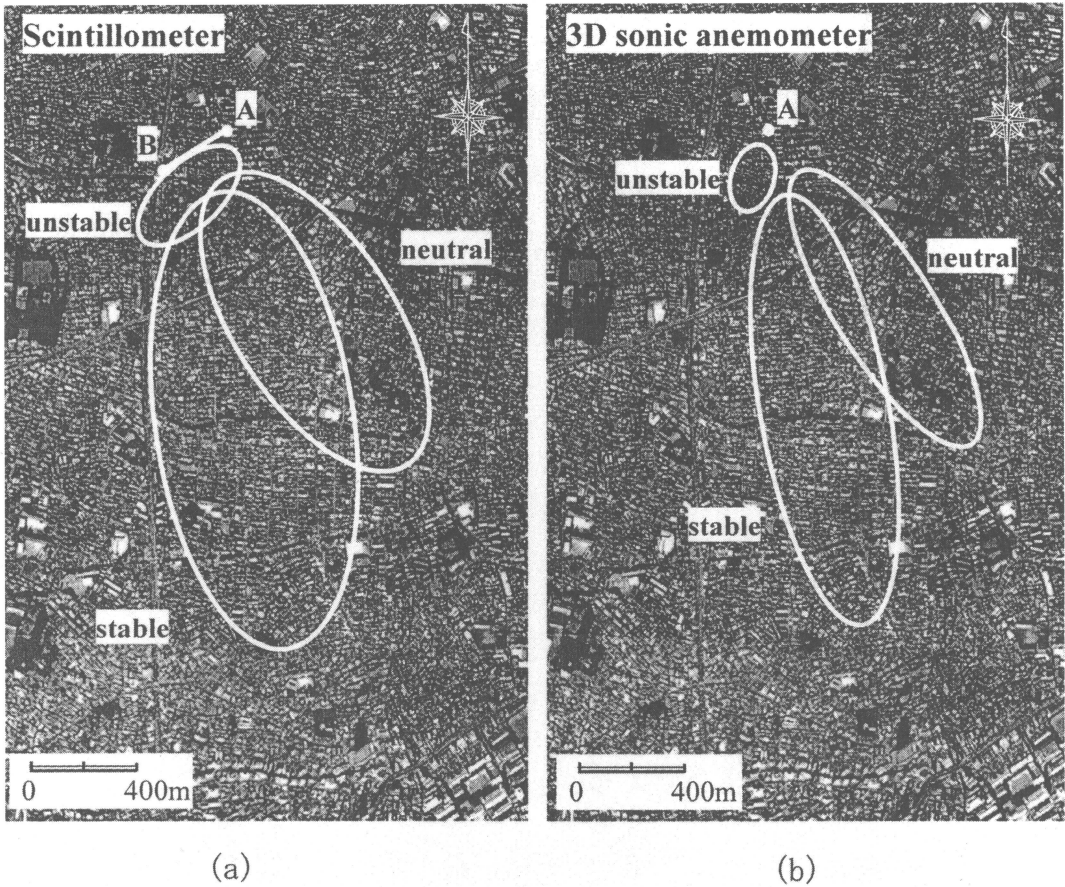 Scintillometer
A
B
unstable
neutral
stable
0 400m
(a)
3D sonic anemometer
A
unstable
neutral
stable
0 400m
(b)